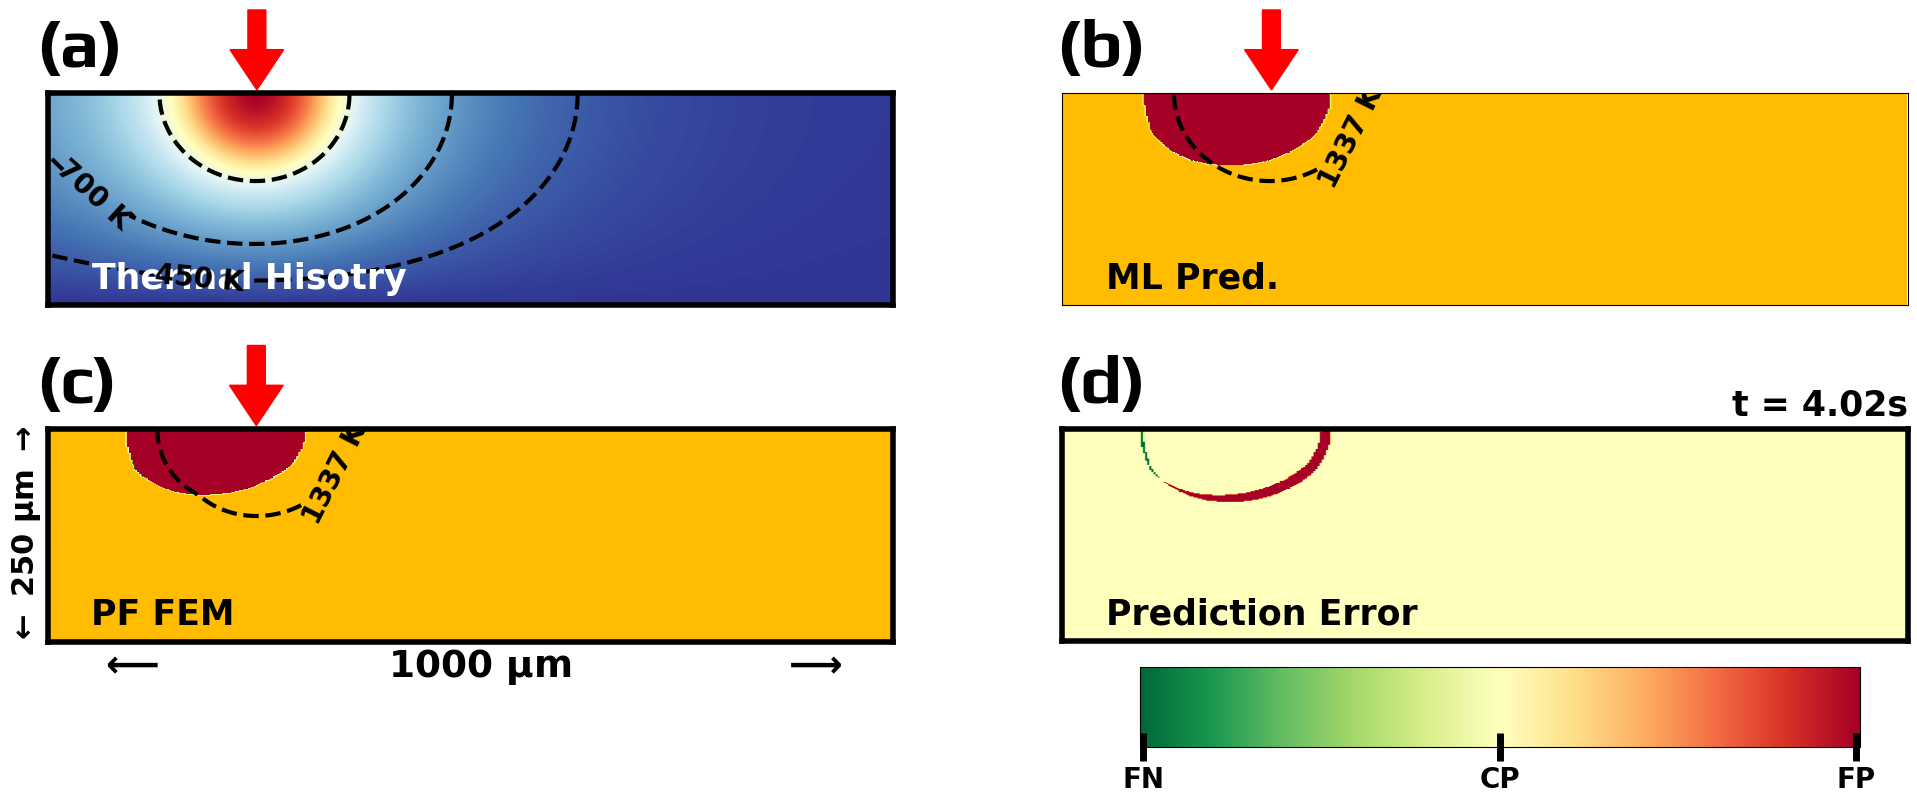 (a)
700 K
450 K
Thermal Hisotry
(b)
1337 K
ML Pred.
(c)
1337 K
PF FEM
← 250 µm →
← 1000 µm →
(d)
t = 4.02s
Prediction Error
FN CP FP